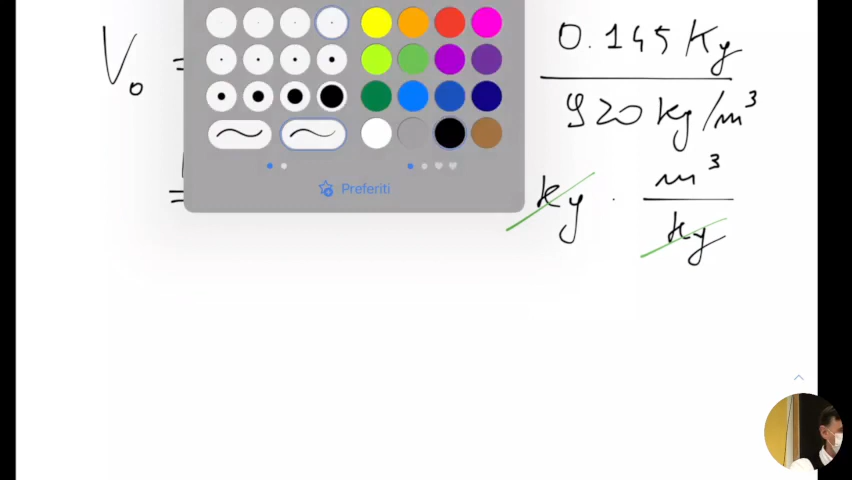 V₀ = 0.145 Kg
920 kg/m³
= kg · m³
kg
Preferiti